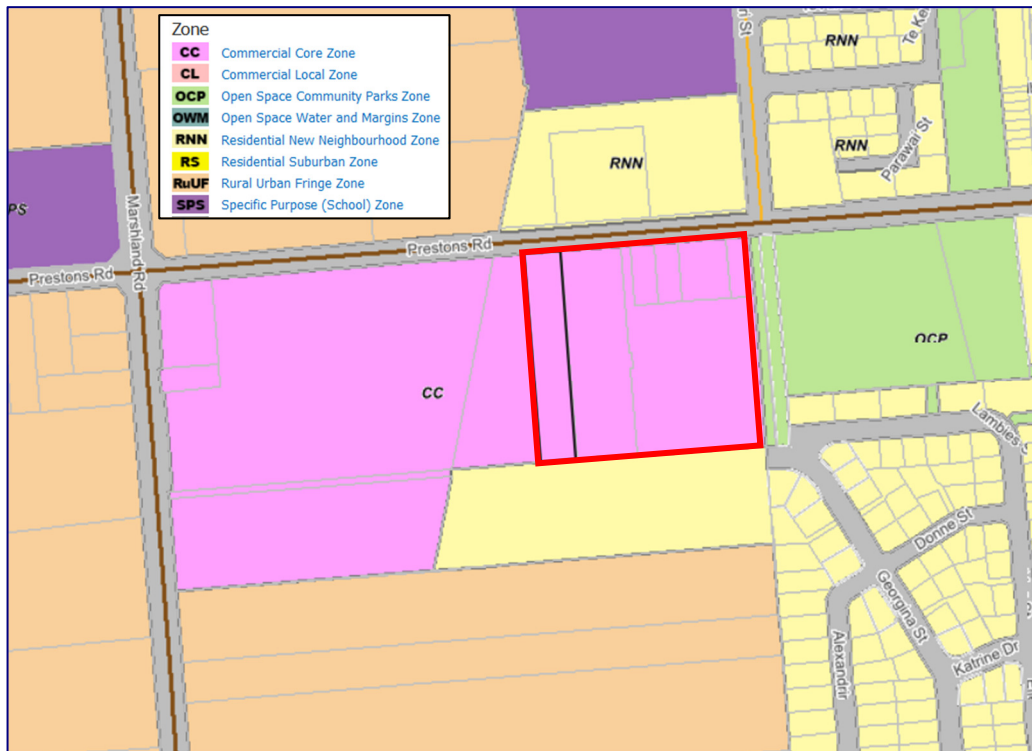 Zone
CC Commercial Core Zone
CL Commercial Local Zone
OCP Open Space Community Parks Zone
OWM Open Space Water and Margins Zone
RNN Residential New Neighbourhood Zone
RS Residential Suburban Zone
RuUF Rural Urban Fringe Zone
SPS Specific Purpose (School) Zone
St
RNN
Te
RNN
RNN
Parawai St
PS
Marshland Rd
Prestons Rd
Prestons Rd
OCP
CC
Lambies
Donne St
Georgina St
Katrine Dr